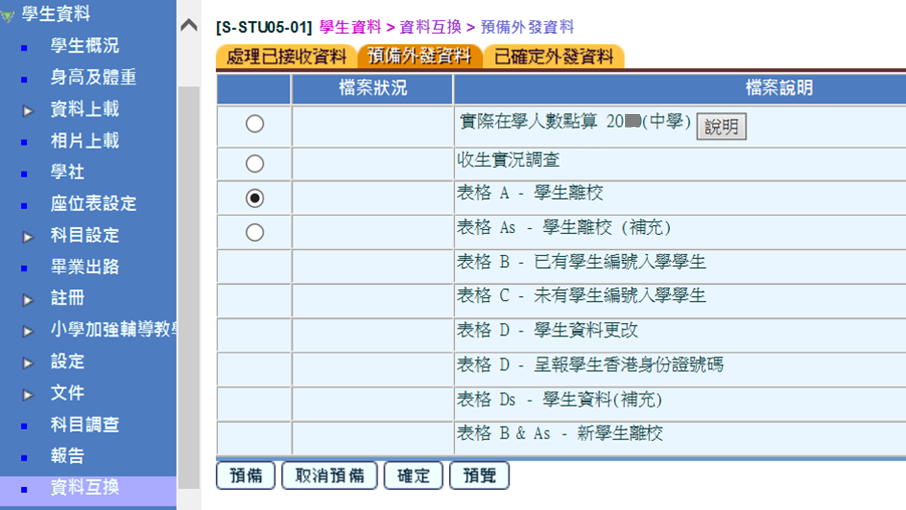 學生資料
學生概況
身高及體重
資料上載
相片上載
學社
座位表設定
科目設定
畢業出路
註冊
小學加強輔導教學
設定
文件
科目調查
報告
資料互換
[S-STU05-01] 學生資料 > 資料互換 > 預備外發資料
處理已接收資料 預備外發資料 已確定外發資料
檔案狀況 檔案說明
實際在學人數點算 20(中學) 說明
收生實況調查
表格 A - 學生離校
表格 As - 學生離校 (補充)
表格 B - 已有學生編號入學學生
表格 C - 未有學生編號入學學生
表格 D - 學生資料更改
表格 D - 呈報學生香港身份證號碼
表格 Ds - 學生資料(補充)
表格 B & As - 新學生離校
預備 取消預備 確定 預覽